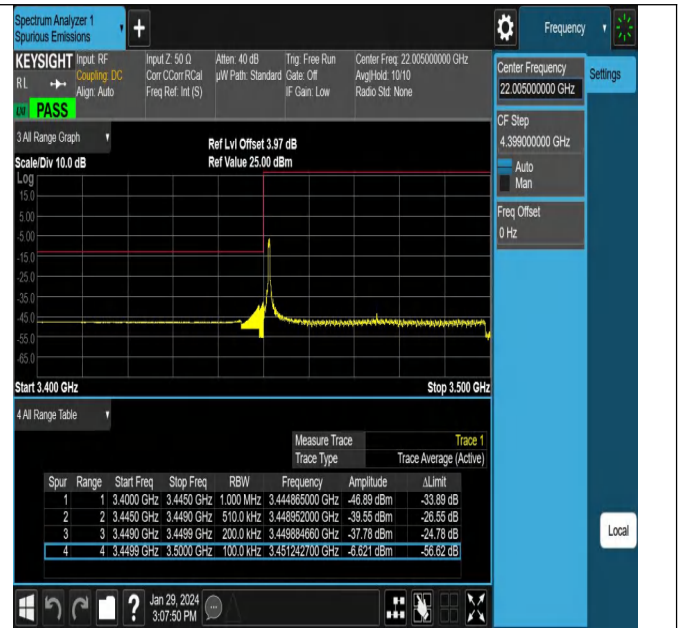 Spectrum Analyzer 1
Spurious Emissions
+
Frequency
KEYSIGHT
Input: RF
Coupling: DC
Align: Auto
Input Z: 50 Ω
Corr CCorr RCal
Freq Ref: Int (S)
Atten: 40 dB
µW Path: Standard
Trig: Free Run
Gate: Off
IF Gain: Low
Center Freq: 22.005000000 GHz
Avg|Hold: 10/10
Radio Std: None
RL
LXI PASS
Center Frequency
22.005000000 GHz
Settings
CF Step
4.399000000 GHz
Auto
Man
Freq Offset
0 Hz
3 All Range Graph
Scale/Div 10.0 dB
Ref Lvl Offset 3.97 dB
Ref Value 25.00 dBm
Log
15.0
5.00
-5.00
-15.0
-25.0
-35.0
-45.0
-55.0
-65.0
Start 3.400 GHz
Stop 3.500 GHz
4 All Range Table
Measure Trace Trace 1
Trace Type Trace Average (Active)
Spur Range Start Freq Stop Freq RBW Frequency Amplitude ΔLimit
1 1 3.4000 GHz 3.4450 GHz 1.000 MHz 3.444865000 GHz -46.89 dBm -33.89 dB
2 2 3.4450 GHz 3.4490 GHz 510.0 kHz 3.448952000 GHz -39.55 dBm -26.55 dB
3 3 3.4490 GHz 3.4499 GHz 200.0 kHz 3.449884660 GHz -37.78 dBm -24.78 dB
4 4 3.4499 GHz 3.5000 GHz 100.0 kHz 3.451242700 GHz -6.621 dBm -56.62 dB
Local
?
Jan 29, 2024
3:07:50 PM